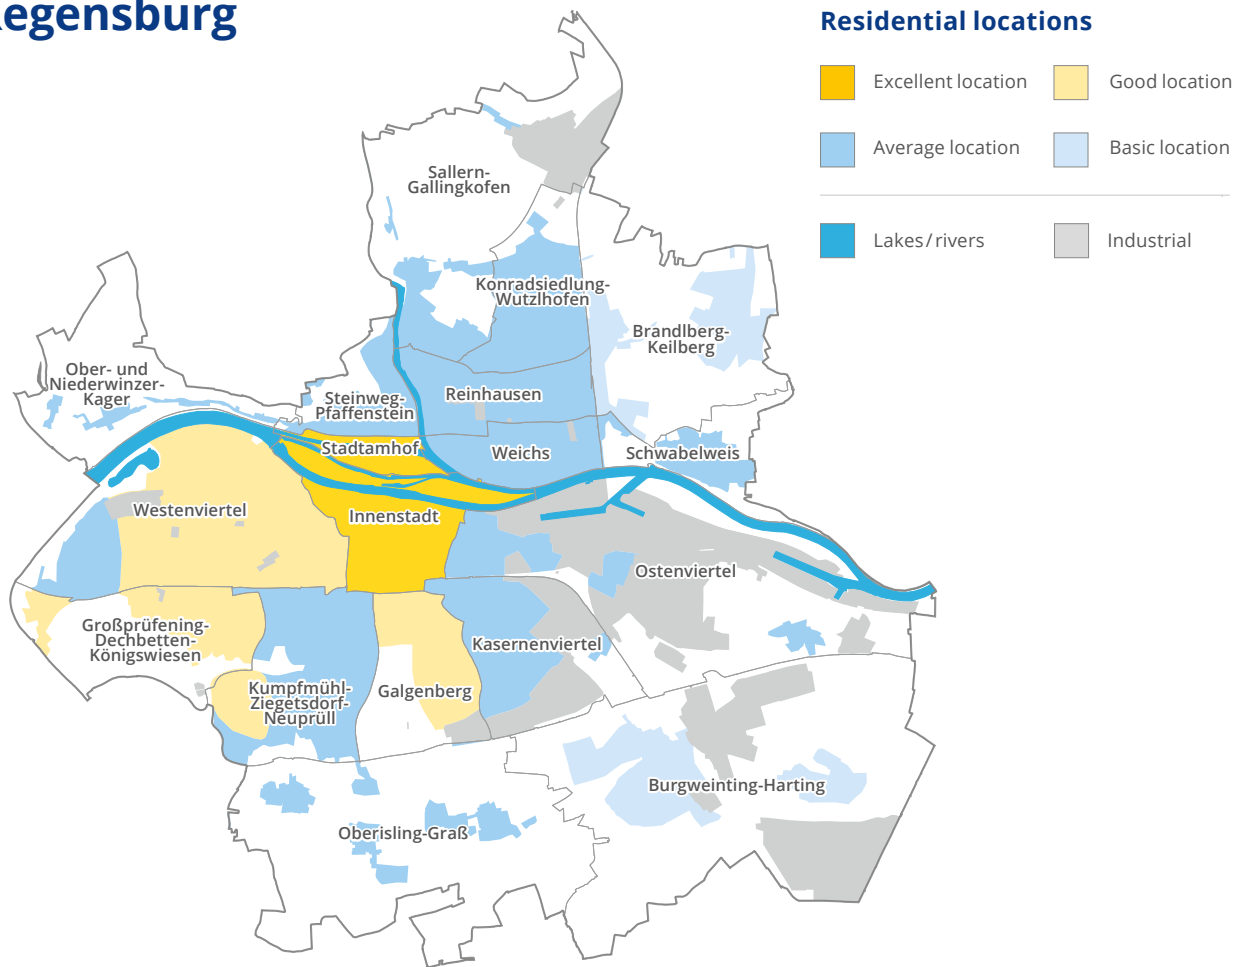 Regensburg
Residential locations
Excellent location
Good location
Average location
Basic location
Lakes/rivers
Industrial
Sallern-
Gallingkofen
Konradsiedlung-
Wutzlhofen
Brandlberg-
Keilberg
Ober- und
Niederwinzer-
Kager
Steinweg-
Pfaffenstein
Reinhausen
Stadtamhof
Weichs
Schwabelweis
Westenviertel
Innenstadt
Ostenviertel
Großprüfening-
Dechbetten-
Königswiesen
Kasernenviertel
Kumpfmühl-
Ziegetsdorf-
Neuprüll
Galgenberg
Burgweinting-Harting
Oberisling-Graß